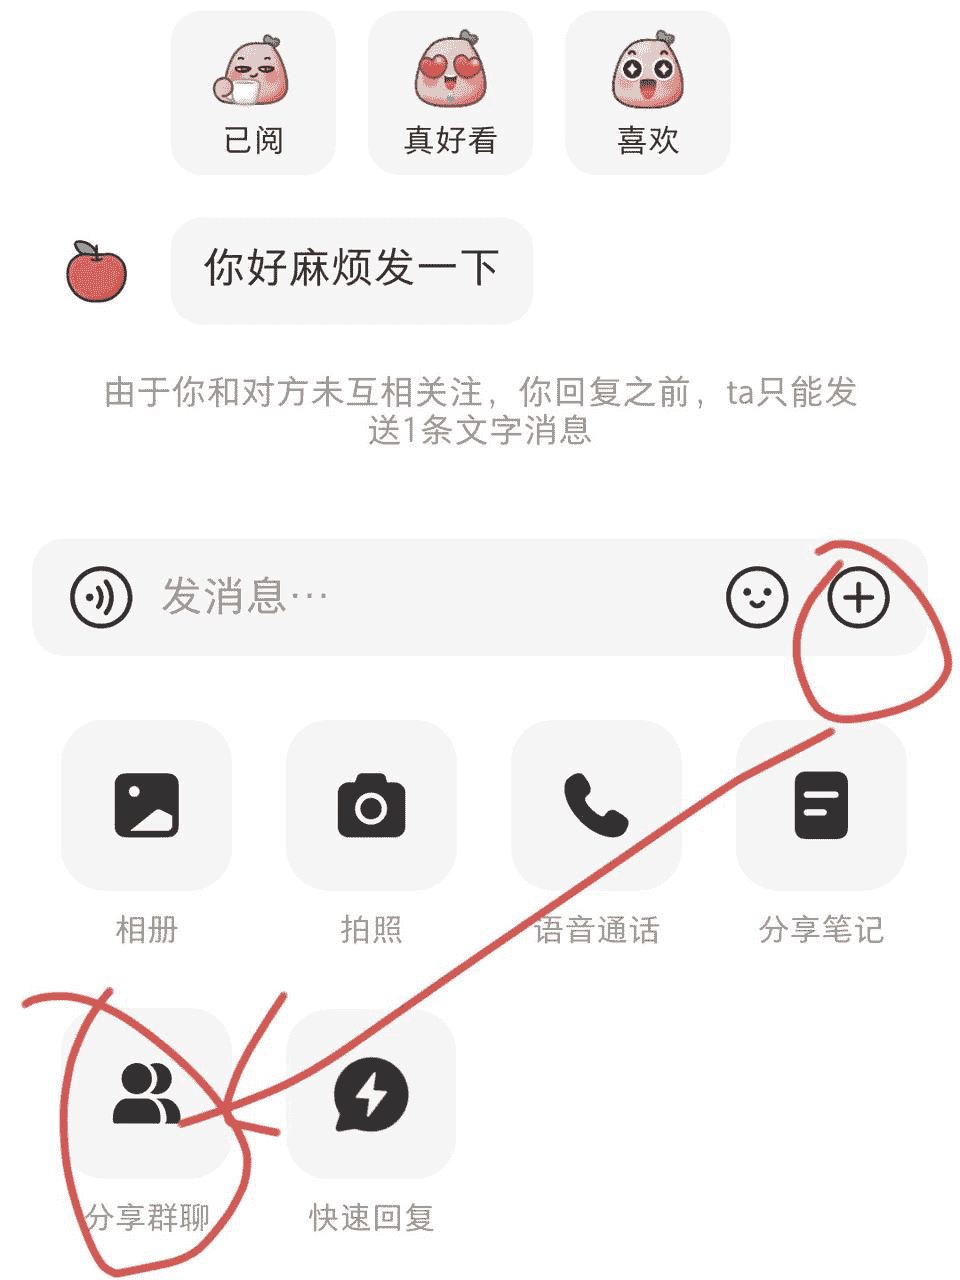 已阅 真好看 喜欢
你好麻烦发一下
由于你和对方未互相关注，你回复之前，ta只能发
送1条文字消息
发消息…
相册 拍照 语音通话 分享笔记
分享群聊 快速回复